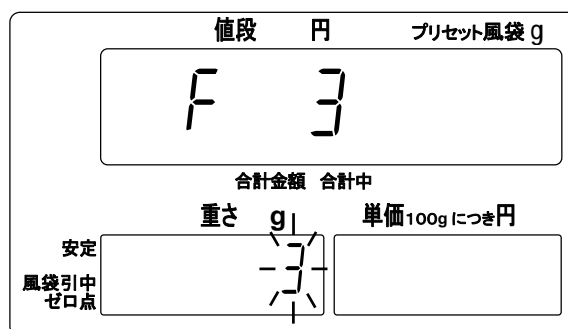 値段 円 プリセット風袋 g
F 3
合計金額 合計中
重さ g 単価100gにつき円
安定
3
風袋引中
ゼロ点